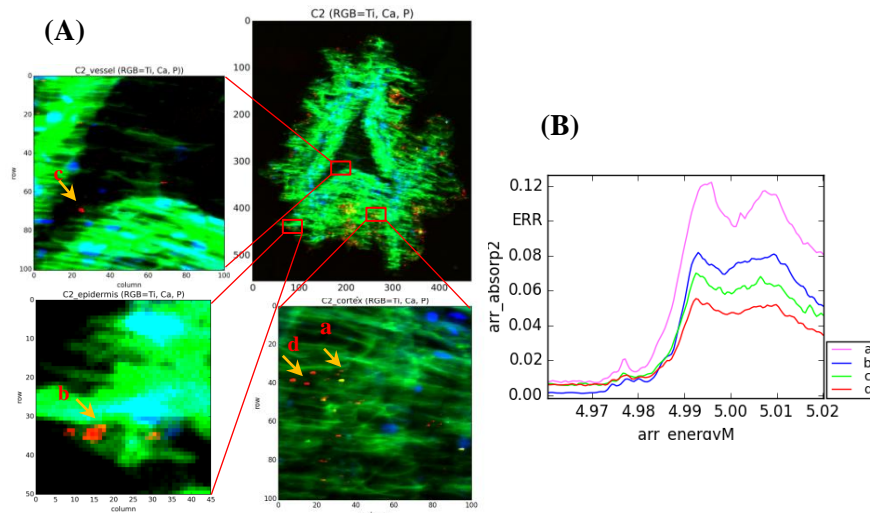 (A)
C2 (RGB=Ti, Ca, P)
0
100
200
300
400
500
0 100 200 300 400
C2_vessel (RGB=Ti, Ca, P))
0
20
40
60
80
100
row
0 20 40 60 80 100
column
c
C2_epidermis (RGB=Ti, Ca, P)
0
10
20
30
40
50
row
0 5 10 15 20 25 30 35 40 45
column
b
C2_cortex (RGB=Ti, Ca, P)
0
20
40
60
80
100
row
0 20 40 60 80 100
column
a
d
(B)
0.12
ERR
0.08
0.06
0.04
0.02
0.00
arr_absorp2
4.97 4.98 4.99 5.00 5.01 5.02
arr_energyM
a
b
c
d